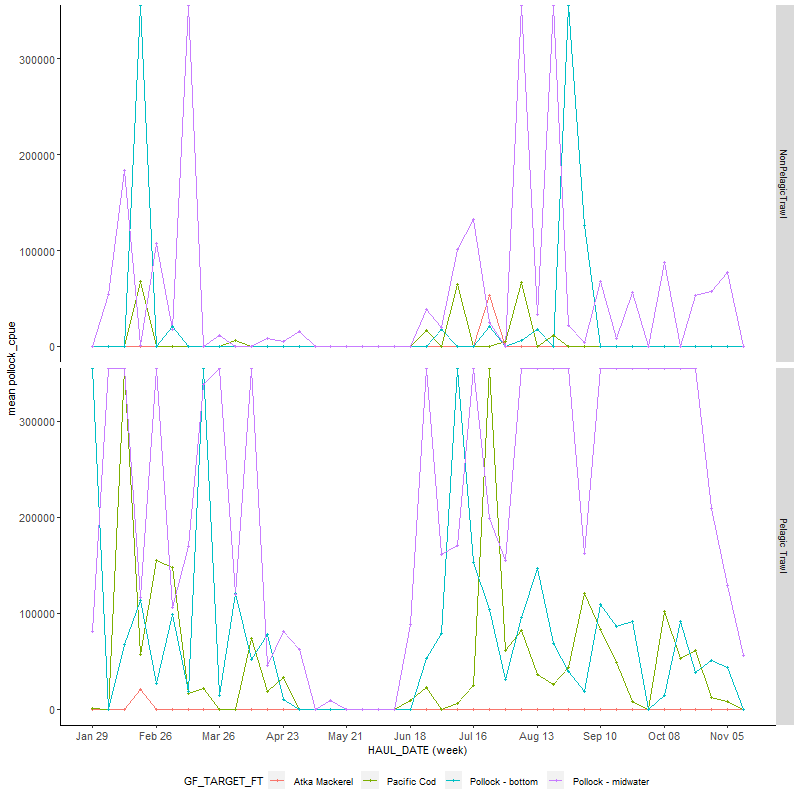 300000
200000
100000
0
NonPelagicTrawl
mean pollock_cpue
300000
200000
100000
0
Pelagic Trawl
Jan 29 Feb 26 Mar 26 Apr 23 May 21 Jun 18 Jul 16 Aug 13 Sep 10 Oct 08 Nov 05
HAUL_DATE (week)
GF_TARGET_FT Atka Mackerel Pacific Cod Pollock - bottom Pollock - midwater